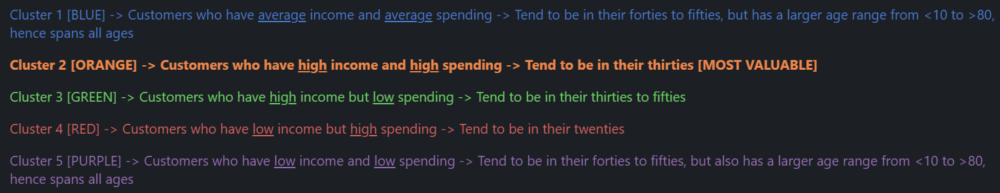 Cluster 1 [BLUE] -> Customers who have average income and average spending -> Tend to be in their forties to fifties, but has a larger age range from <10 to >80,
hence spans all ages
Cluster 2 [ORANGE] -> Customers who have high income and high spending -> Tend to be in their thirties [MOST VALUABLE]
Cluster 3 [GREEN] -> Customers who have high income but low spending -> Tend to be in their thirties to fifties
Cluster 4 [RED] -> Customers who have low income but high spending -> Tend to be in their twenties
Cluster 5 [PURPLE] -> Customers who have low income and low spending -> Tend to be in their forties to fifties, but also has a larger age range from <10 to >80,
hence spans all ages